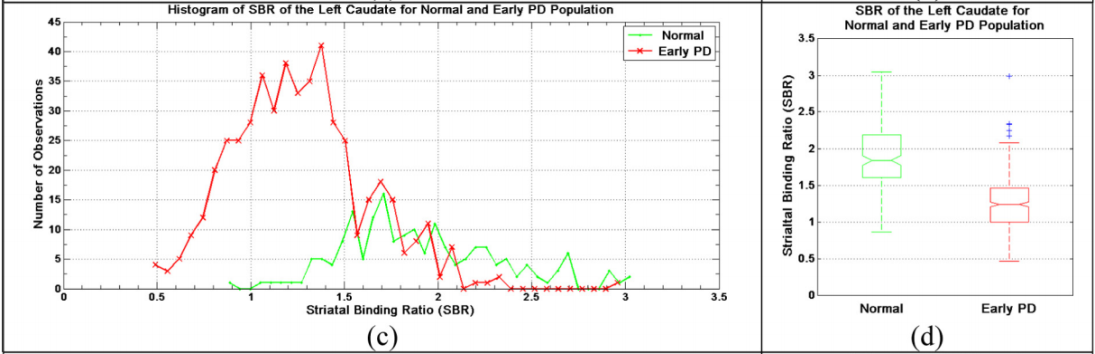 Histogram of SBR of the Left Caudate for Normal and Early PD Population
45
40
35
30
25
20
15
10
5
0
Number of Observations
Normal
Early PD
0 0.5 1 1.5 2 2.5 3 3.5
Striatal Binding Ratio (SBR)
(c)
SBR of the Left Caudate for
Normal and Early PD Population
3.5
3
2.5
2
1.5
1
0.5
0
Strialtal Binding Ratio (SBR)
Normal Early PD
(d)